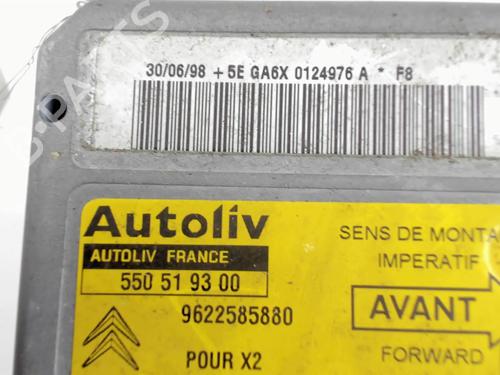 30/06/98 + 5E GA6X 0124976 A * F8
Autoliv
AUTOLIV FRANCE
550 51 93 00
9622585880
POUR X2
SENS DE MONTA
IMPERATIF
AVANT
FORWARD